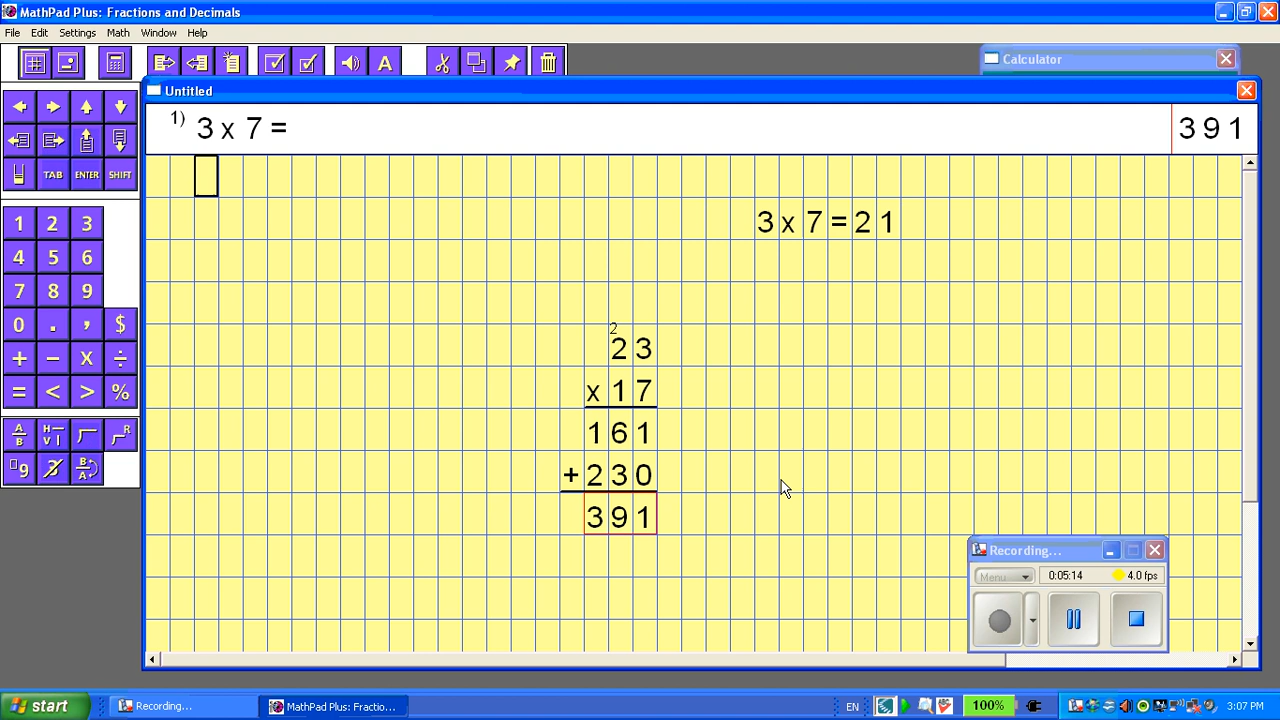 MathPad Plus: Fractions and Decimals
File Edit Settings Math Window Help
A
Calculator
Untitled
1) 3 x 7 =
391
TAB ENTER SHIFT
1 2 3
4 5 6
7 8 9
0 . , $
+ − x ÷
= < > %
A/B H− V| R
9 3 B/A
3 x 7 = 2 1
2
2 3
x 1 7
1 6 1
+ 2 3 0
3 9 1
Recording...
Menu 0:05:14 4.0 fps
start Recording... MathPad Plus: Fractio... EN 100% 3:07 PM